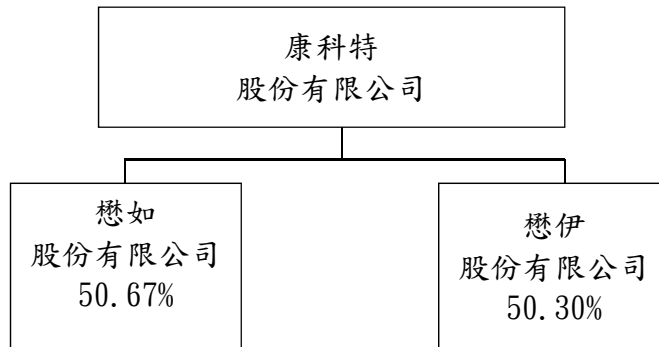 康科特
股份有限公司
懋如
股份有限公司
50.67%
懋伊
股份有限公司
50.30%